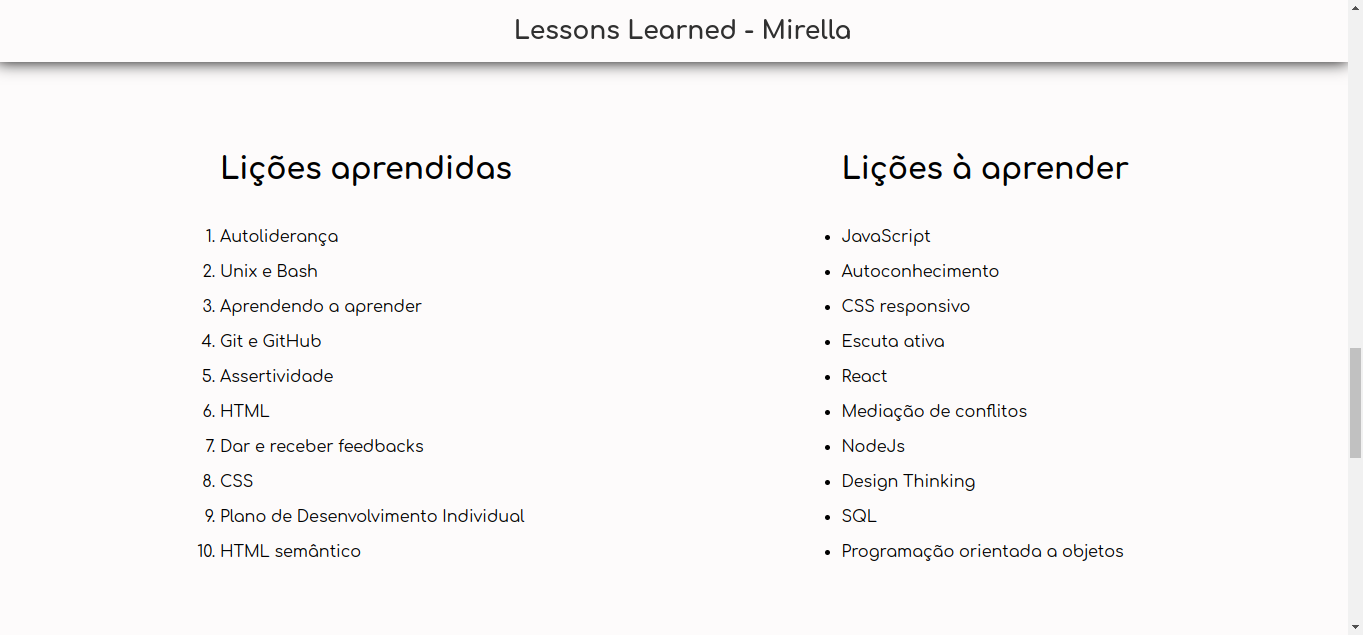 Lessons Learned - Mirella
Lições aprendidas
1. Autoliderança
2. Unix e Bash
3. Aprendendo a aprender
4. Git e GitHub
5. Assertividade
6. HTML
7. Dar e receber feedbacks
8. CSS
9. Plano de Desenvolvimento Individual
10. HTML semântico
Lições à aprender
• JavaScript
• Autoconhecimento
• CSS responsivo
• Escuta ativa
• React
• Mediação de conflitos
• NodeJs
• Design Thinking
• SQL
• Programação orientada a objetos